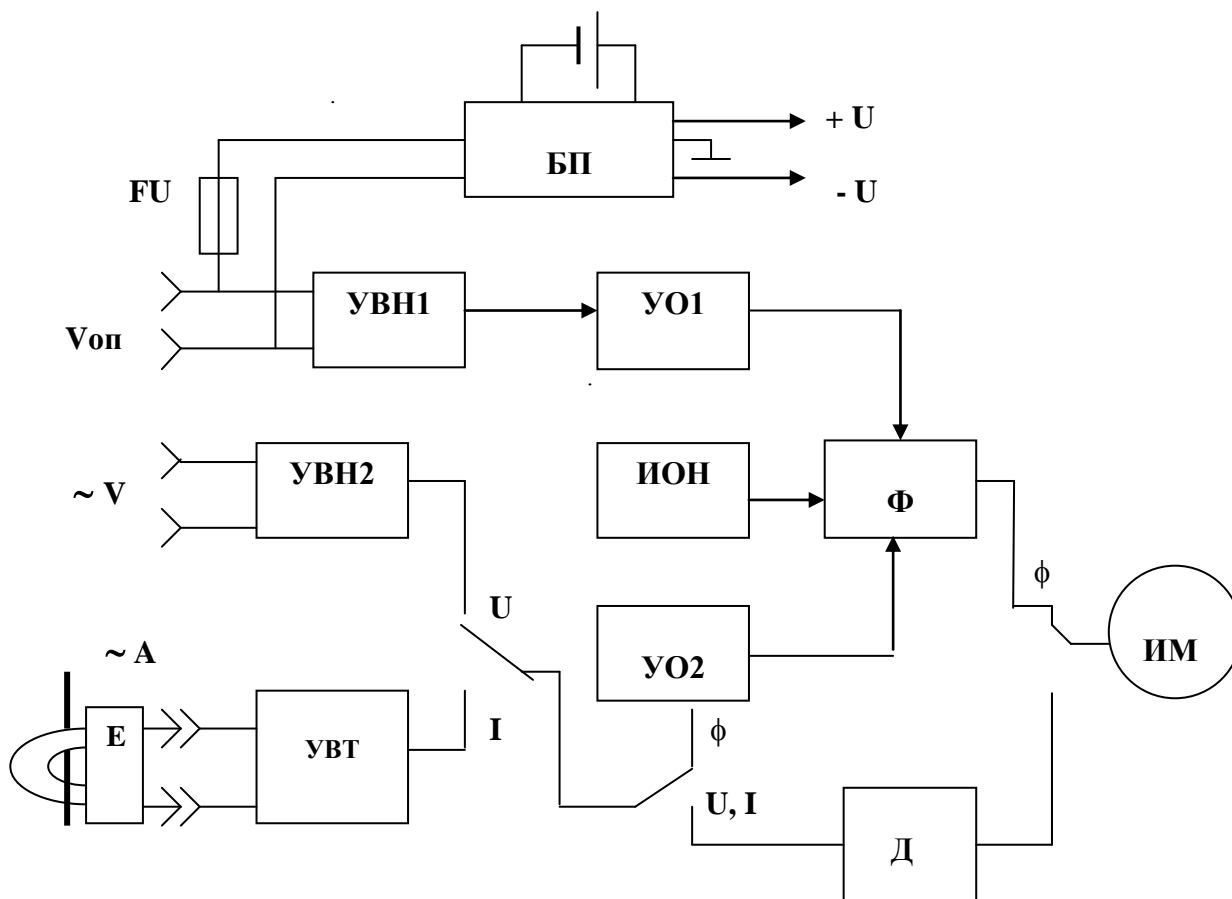 + U
БП
FU
- U
УВН1
УО1
Vоп
УВН2
ИОН
~ V
Ф
ϕ
U
~ A
ИМ
УО2
E
I
ϕ
УВТ
U, I
Д